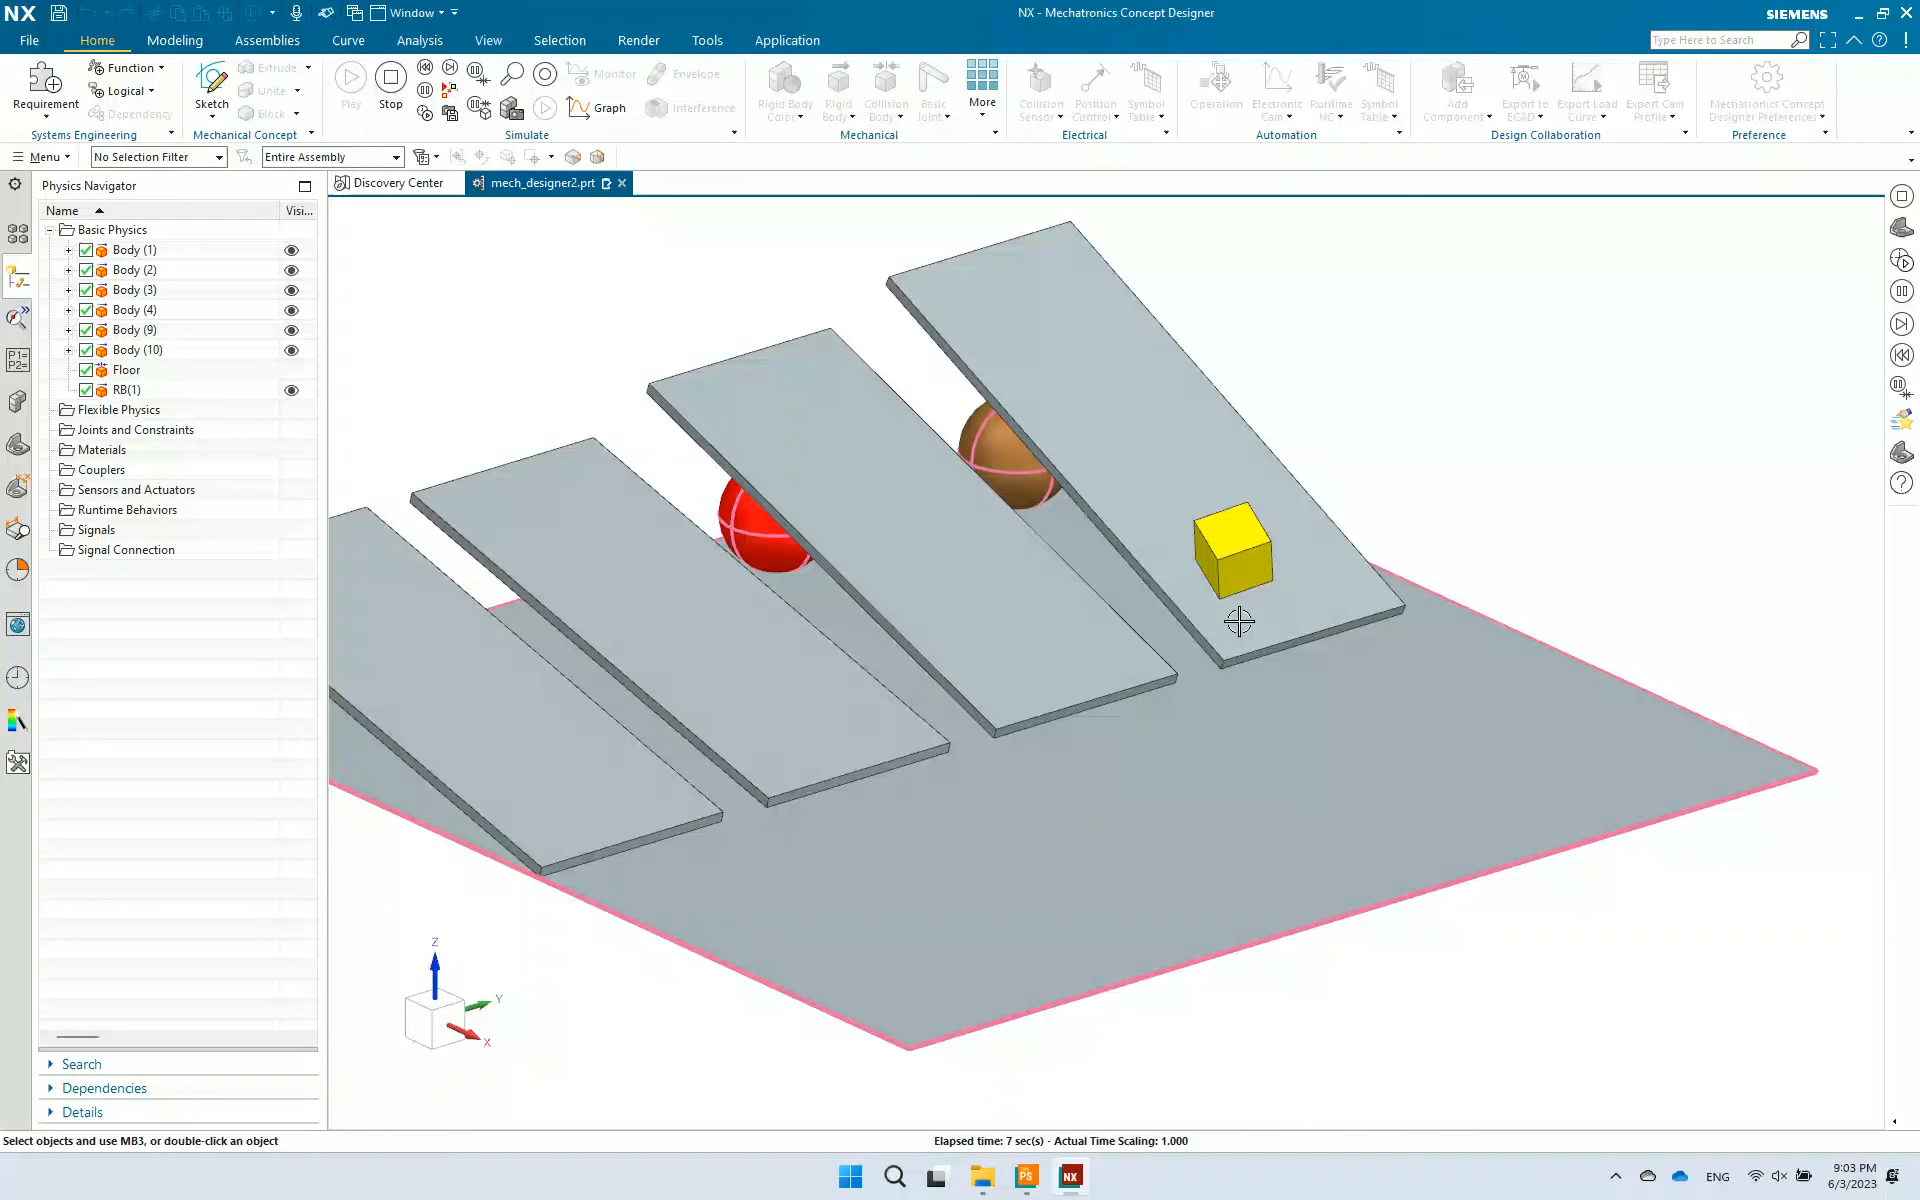 NX
Window
NX - Mechatronics Concept Designer
SIEMENS
File
Home
Modeling
Assemblies
Curve
Analysis
View
Selection
Render
Tools
Application
Type Here to Search
Requirement
Function
Logical
Dependency
Systems Engineering
Sketch
Extrude
Unite
Block
Mechanical Concept
Play
Stop
Monitor
Graph
Envelope
Interference
Simulate
Rigid Body Color
Rigid Body
Collision Body
Basic Joint
More
Mechanical
Collision Sensor
Position Control
Symbol Table
Electrical
Operation
Electronic Cam
Runtime NC
Symbol Table
Automation
Add Component
Export to ECAD
Export Load Curve
Export Cam Profile
Design Collaboration
Mechatronics Concept Designer Preferences
Preference
Menu
No Selection Filter
Entire Assembly
Physics Navigator
Discovery Center
mech_designer2.prt
Name
Visi...
Basic Physics
Body (1)
Body (2)
Body (3)
Body (4)
Body (9)
Body (10)
Floor
RB(1)
Flexible Physics
Joints and Constraints
Materials
Couplers
Sensors and Actuators
Runtime Behaviors
Signals
Signal Connection
P1=
P2=
Z
Y
X
Search
Dependencies
Details
Select objects and use MB3, or double-click an object
Elapsed time: 7 sec(s) - Actual Time Scaling: 1.000
PS
NX
ENG
9:03 PM
6/3/2023